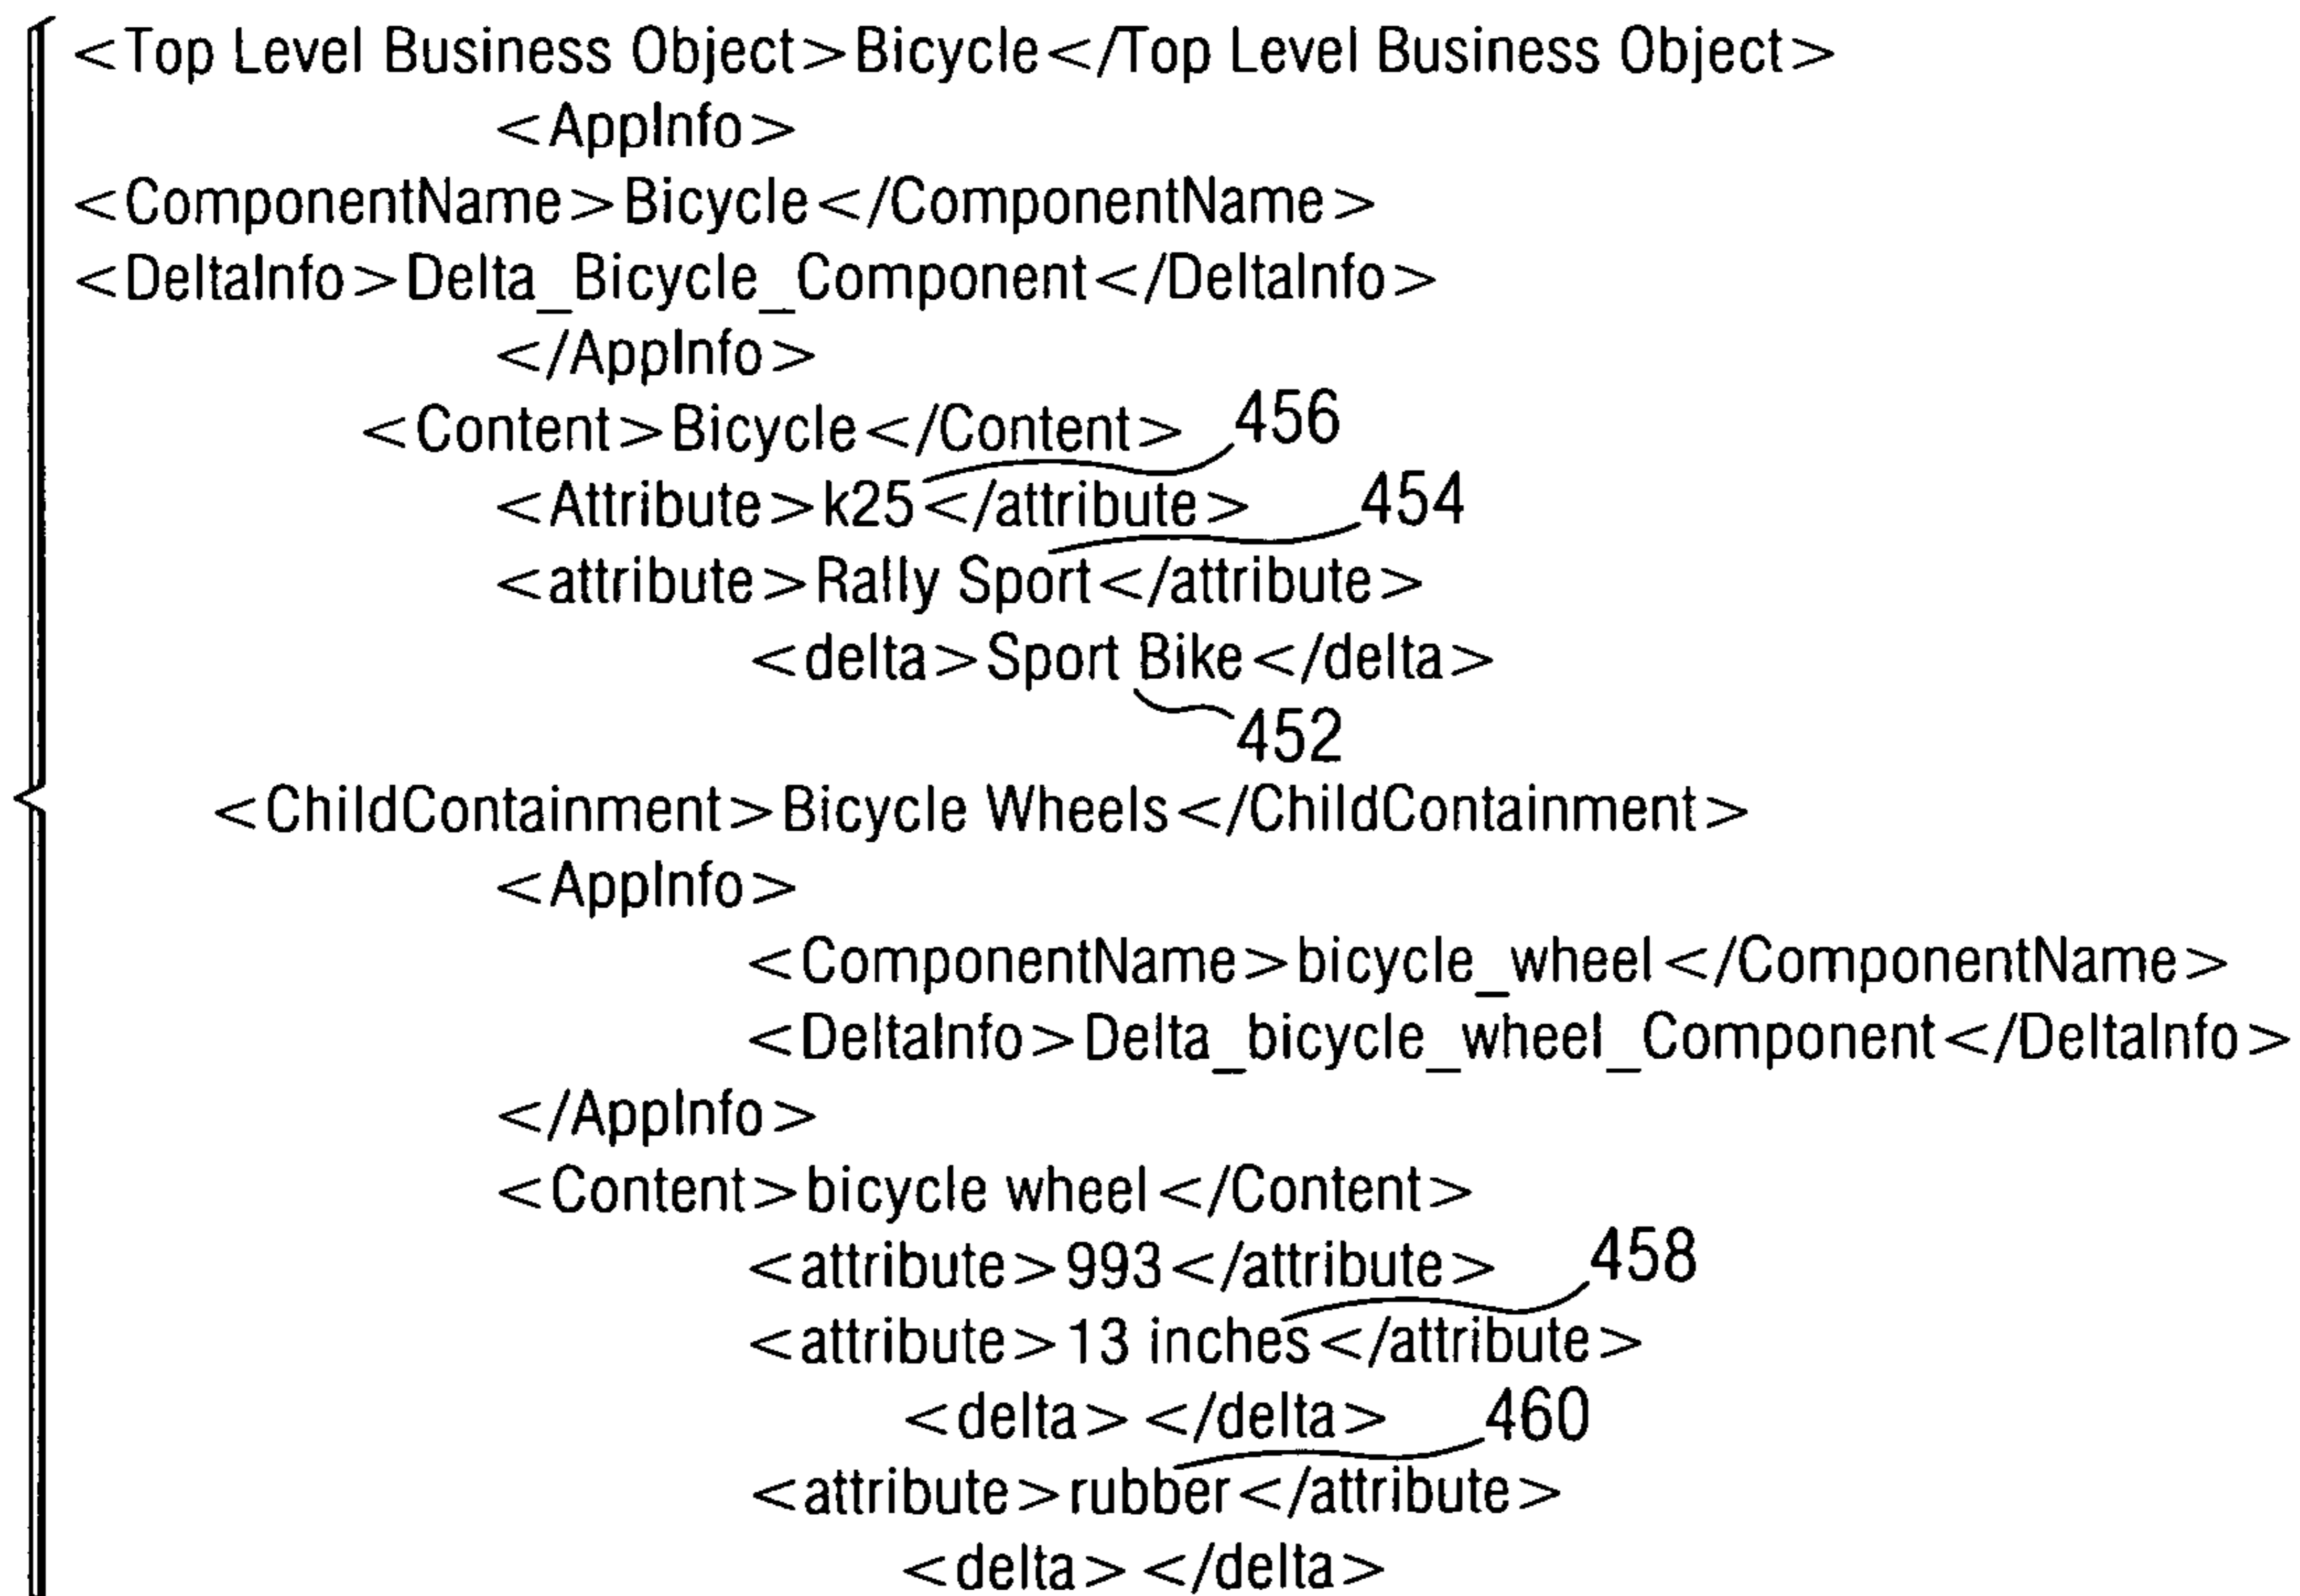 <Top Level Business Object>Bicycle</Top Level Business Object>
<AppInfo>
<ComponentName>Bicycle</ComponentName>
<DeltaInfo>Delta_Bicycle_Component</DeltaInfo>
</AppInfo>
<Content>Bicycle</Content> 456
<Attribute>k25</attribute> 454
<attribute>Rally Sport</attribute>
<delta>Sport Bike</delta>
452
<ChildContainment>Bicycle Wheels</ChildContainment>
<AppInfo>
<ComponentName>bicycle_wheel</ComponentName>
<DeltaInfo>Delta_bicycle_wheel_Component</DeltaInfo>
</AppInfo>
<Content>bicycle wheel</Content>
<attribute>993</attribute> 458
<attribute>13 inches</attribute>
<delta></delta> 460
<attribute>rubber</attribute>
<delta></delta>